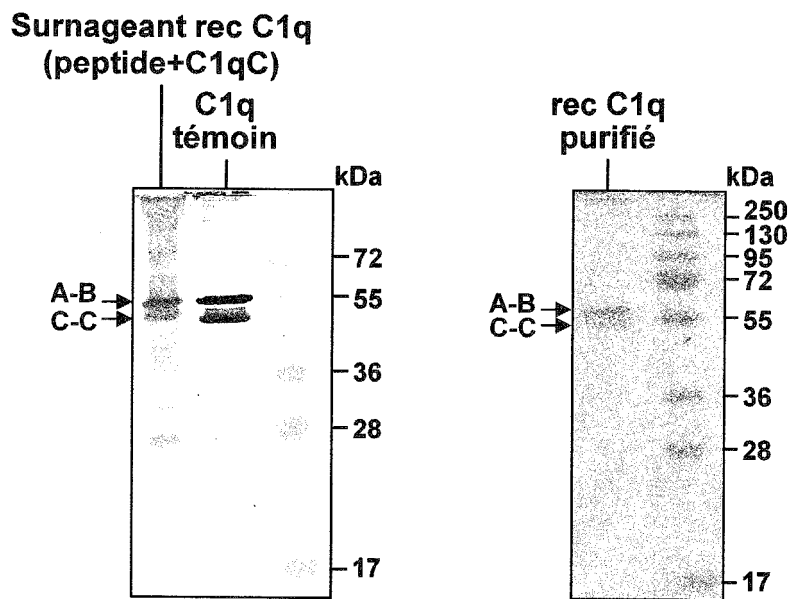 Surnageant rec C1q
(peptide+C1qC)
C1q
témoin
kDa
72
55
A-B
C-C
36
28
17
rec C1q
purifié
kDa
250
130
95
72
A-B
C-C
55
36
28
17